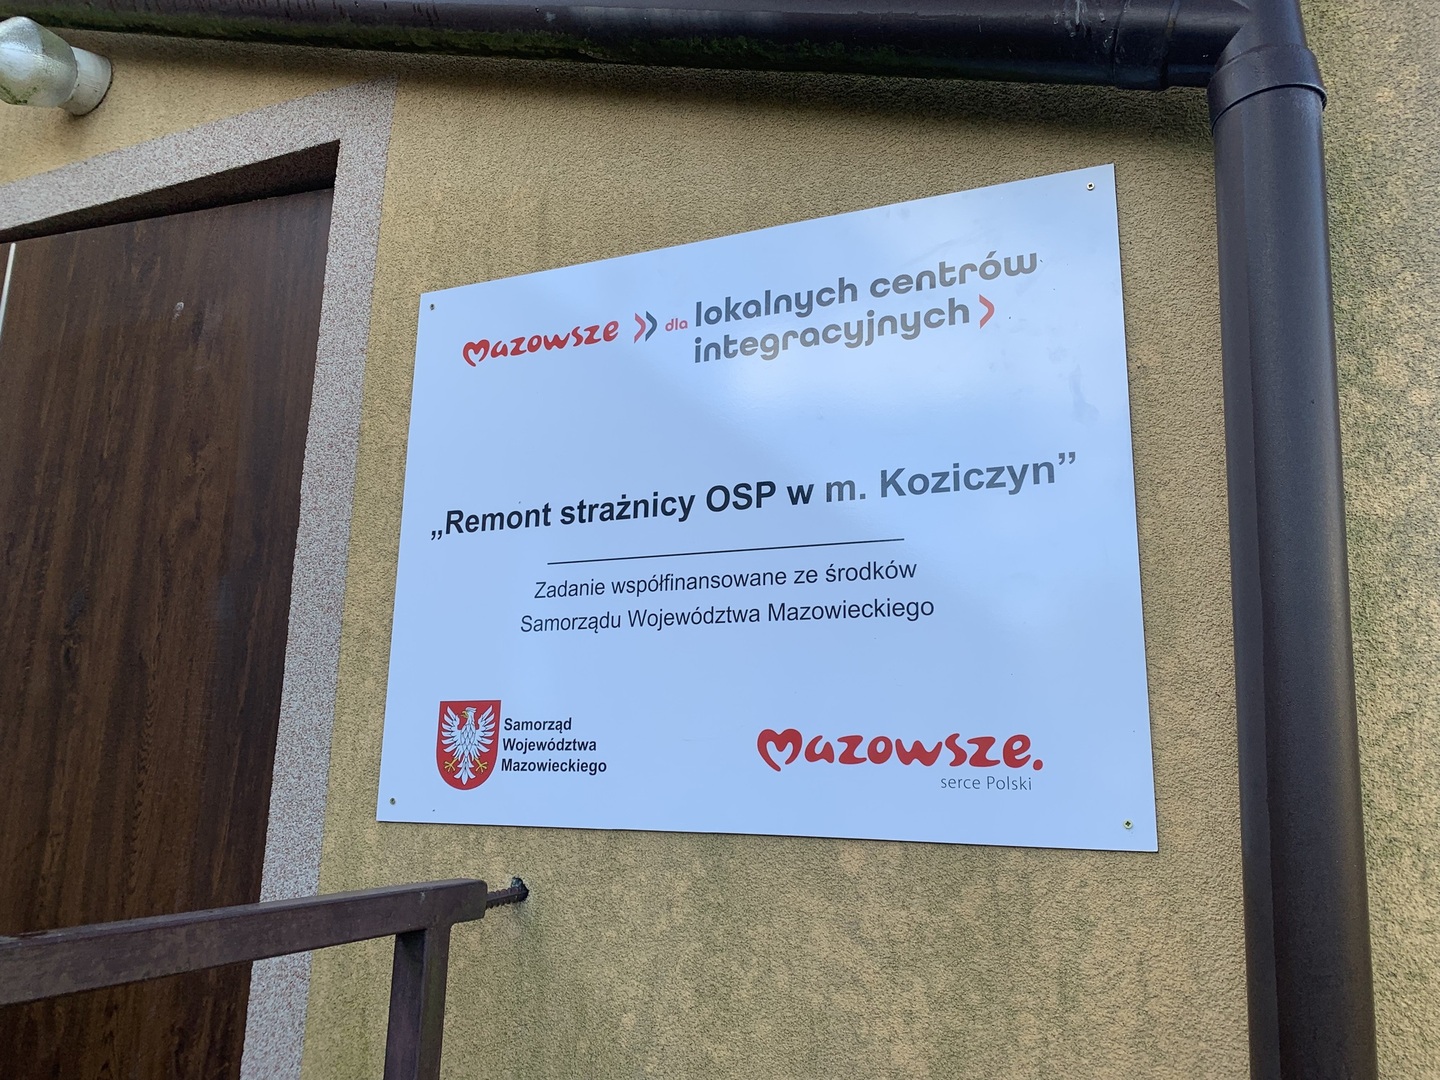 mazowsze dla lokalnych centrów
integracyjnych
„Remont strażnicy OSP w m. Koziczyn”
Zadanie współfinansowane ze środków
Samorządu Województwa Mazowieckiego
Samorząd
Województwa
Mazowieckiego
mazowsze.
serce Polski